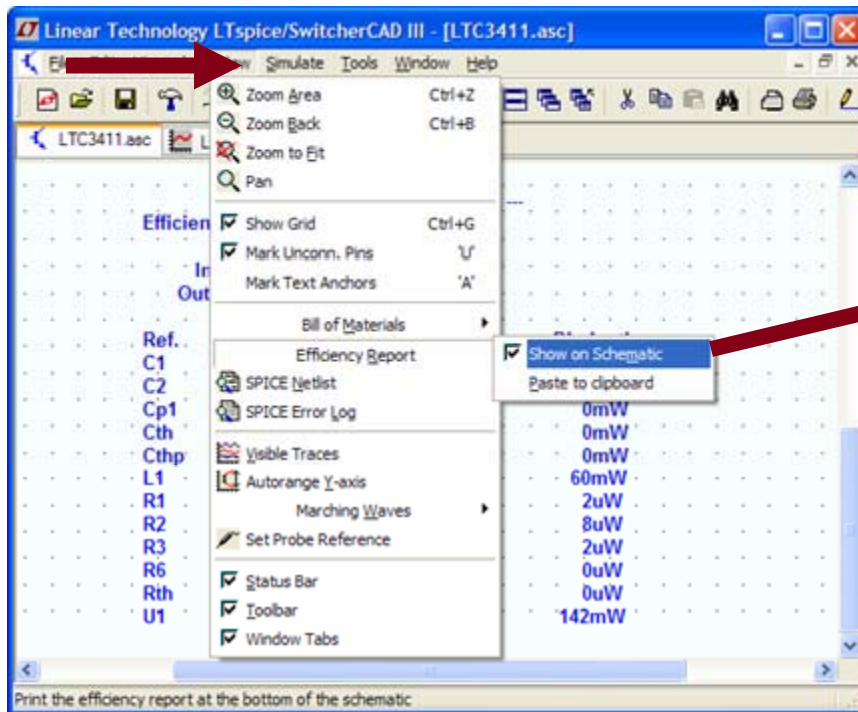 Linear Technology LTspice/SwitcherCAD III - [LTC3411.asc]
Simulate Tools Window Help
LTC3411.asc L
Zoom Area Ctrl+Z
Zoom Back Ctrl+B
Zoom to Fit
Pan
Show Grid Ctrl+G
Mark Unconn. Pins 'U'
Mark Text Anchors 'A'
Bill of Materials
Efficiency Report
SPICE Netlist
SPICE Error Log
Visible Traces
Autorange Y-axis
Marching Waves
Set Probe Reference
Status Bar
Toolbar
Window Tabs
Show on Schematic
Paste to clipboard
Efficien
In
Out
Ref.
C1
C2
Cp1 0mW
Cth 0mW
Cthp 0mW
L1 60mW
R1 2uW
R2 8uW
R3 2uW
R6 0uW
Rth 0uW
U1 142mW
Print the efficiency report at the bottom of the schematic